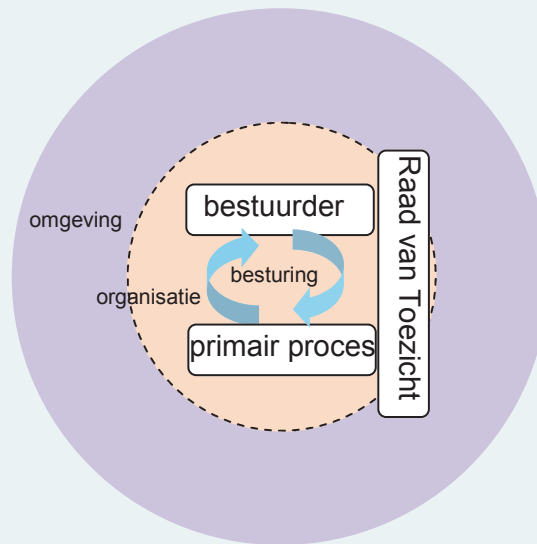 bestuurder
omgeving
besturing
organisatie
primair proces
Raad van Toezicht